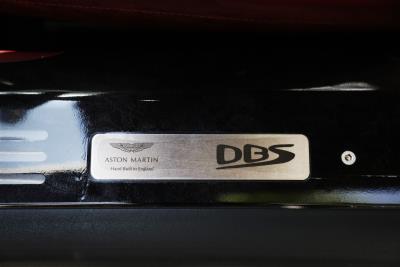 ASTON MARTIN
Hand Built in England
DBS